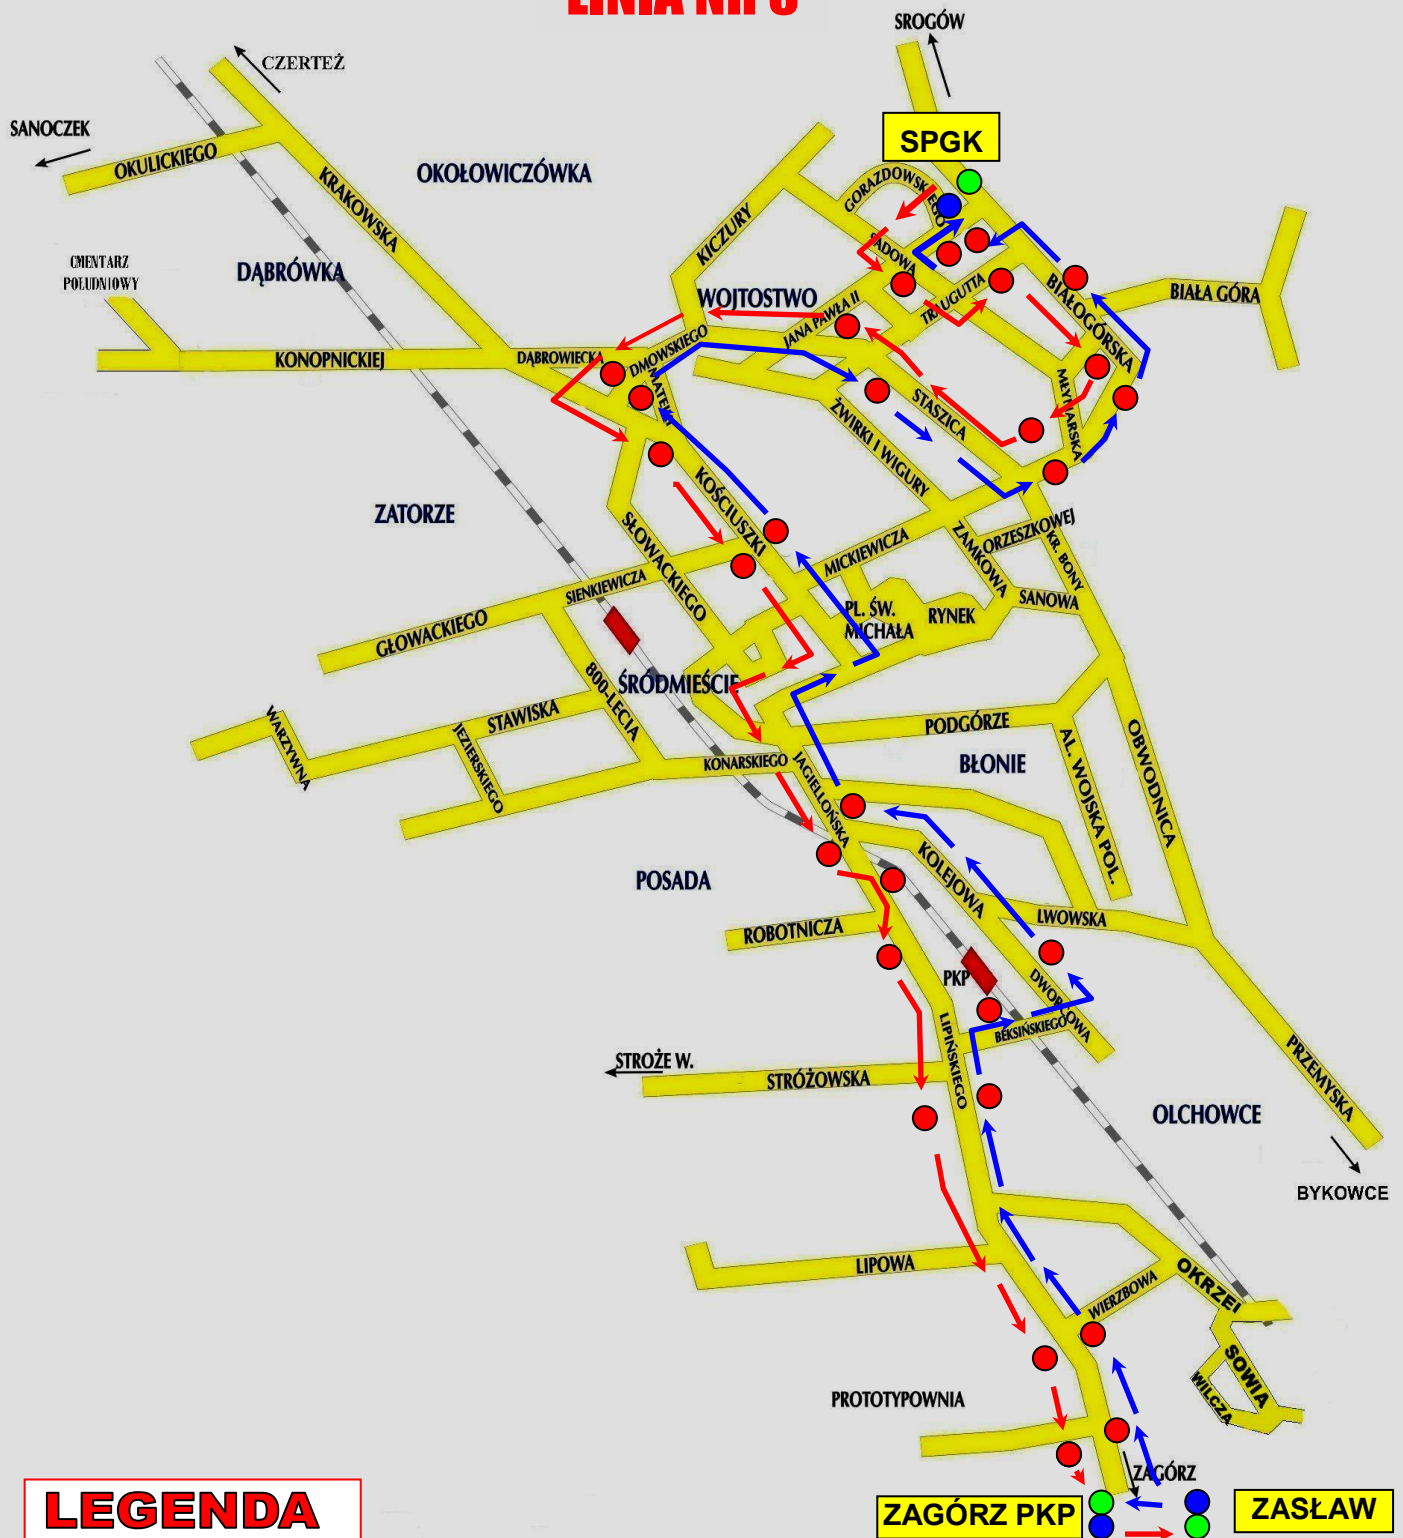 SROGÓW
CZERTEŻ
SANOCZEK
OKULICKIEGO
KRAKOWSKA
OKOŁOWICZÓWKA
SPGK
GORAZDOWSKIEGO
KICZURY
SADOWA
CMENTARZ
POŁUDNIOWY
DĄBRÓWKA
WOJTOSTWO
JANA PAWŁA II
TRAUGUTTA
BIAŁOGÓRSKA
BIAŁA GÓRA
KONOPNICKIEJ
DĄBROWIECKA
DMOWSKIEGO
STASZICA
MŁYNARSKA
ŻWIRKI I WIGURY
ZATORZE
KOŚCIUSZKI
SŁOWACKIEGO
MICKIEWICZA
ZAMKOWA
ORZESZKOWEJ
KR. BONY
SIENKIEWICZA
GŁOWACKIEGO
PL. ŚW.
MICHAŁA
RYNEK
SANOWA
ŚRÓDMIEŚCIE
800-LECIA
STAWISKA
WARZYWNA
JEZIERSKIEGO
KONARSKIEGO
JAGIELLOŃSKA
PODGÓRZE
BŁONIE
AL. WOJSKA POL.
OBWODNICA
POSADA
KOLEJOWA
LWOWSKA
ROBOTNICZA
PKP
DWORCOWA
BEKSIŃSKIEGO
LIPIŃSKIEGO
STROŻE W.
STRÓŻOWSKA
PRZEMYSKA
OLCHOWCE
BYKOWCE
LIPOWA
WIERZBOWA
OKRZEI
SOWIA
WILCZA
PROTOTYPOWNIA
ZAGÓRZ
LEGENDA
ZAGÓRZ PKP
ZASŁAW